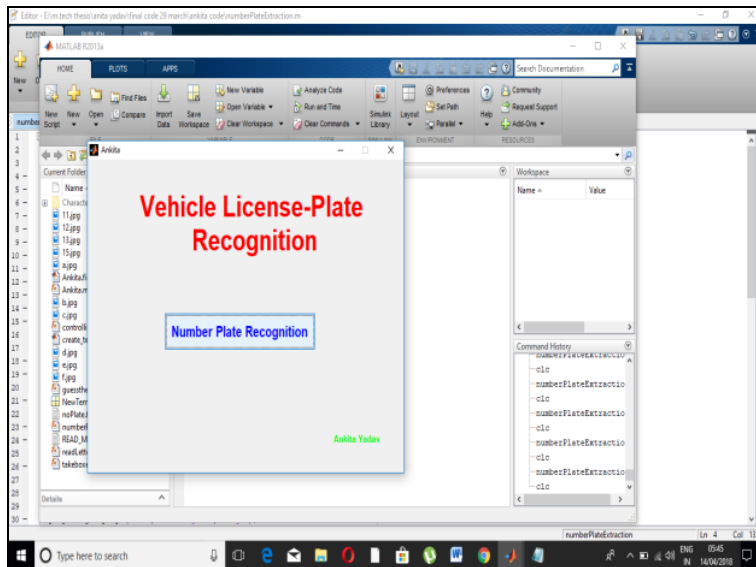 Editor - E:\m.tech thesis\anita yadav\final code 29 march\ankita code\numberPlateExtraction.m
MATLAB R2013a
HOME PLOTS APPS
Search Documentation
New Script
New
Open
Find Files
Compare
Import Data
Save Workspace
New Variable
Open Variable
Clear Workspace
Analyze Code
Run and Time
Clear Commands
Simulink Library
Layout
Preferences
Set Path
Parallel
Help
Community
Request Support
Add-Ons
ENVIRONMENT
RESOURCES
Ankita
Vehicle License-Plate
Recognition
Number Plate Recognition
Ankita Yadav
Current Folder
Name
11.jpg
12.jpg
13.jpg
15.jpg
a.jpg
b.jpg
c.jpg
d.jpg
e.jpg
f.jpg
Details
Workspace
Name Value
Command History
numberPlateExtractio
clc
numberPlateExtractio
clc
numberPlateExtractio
clc
numberPlateExtractio
clc
numberPlateExtractio
clc
numberPlateExtraction
Ln 4 Col 13
Type here to search
ENG
IN
05:45
14/04/2018